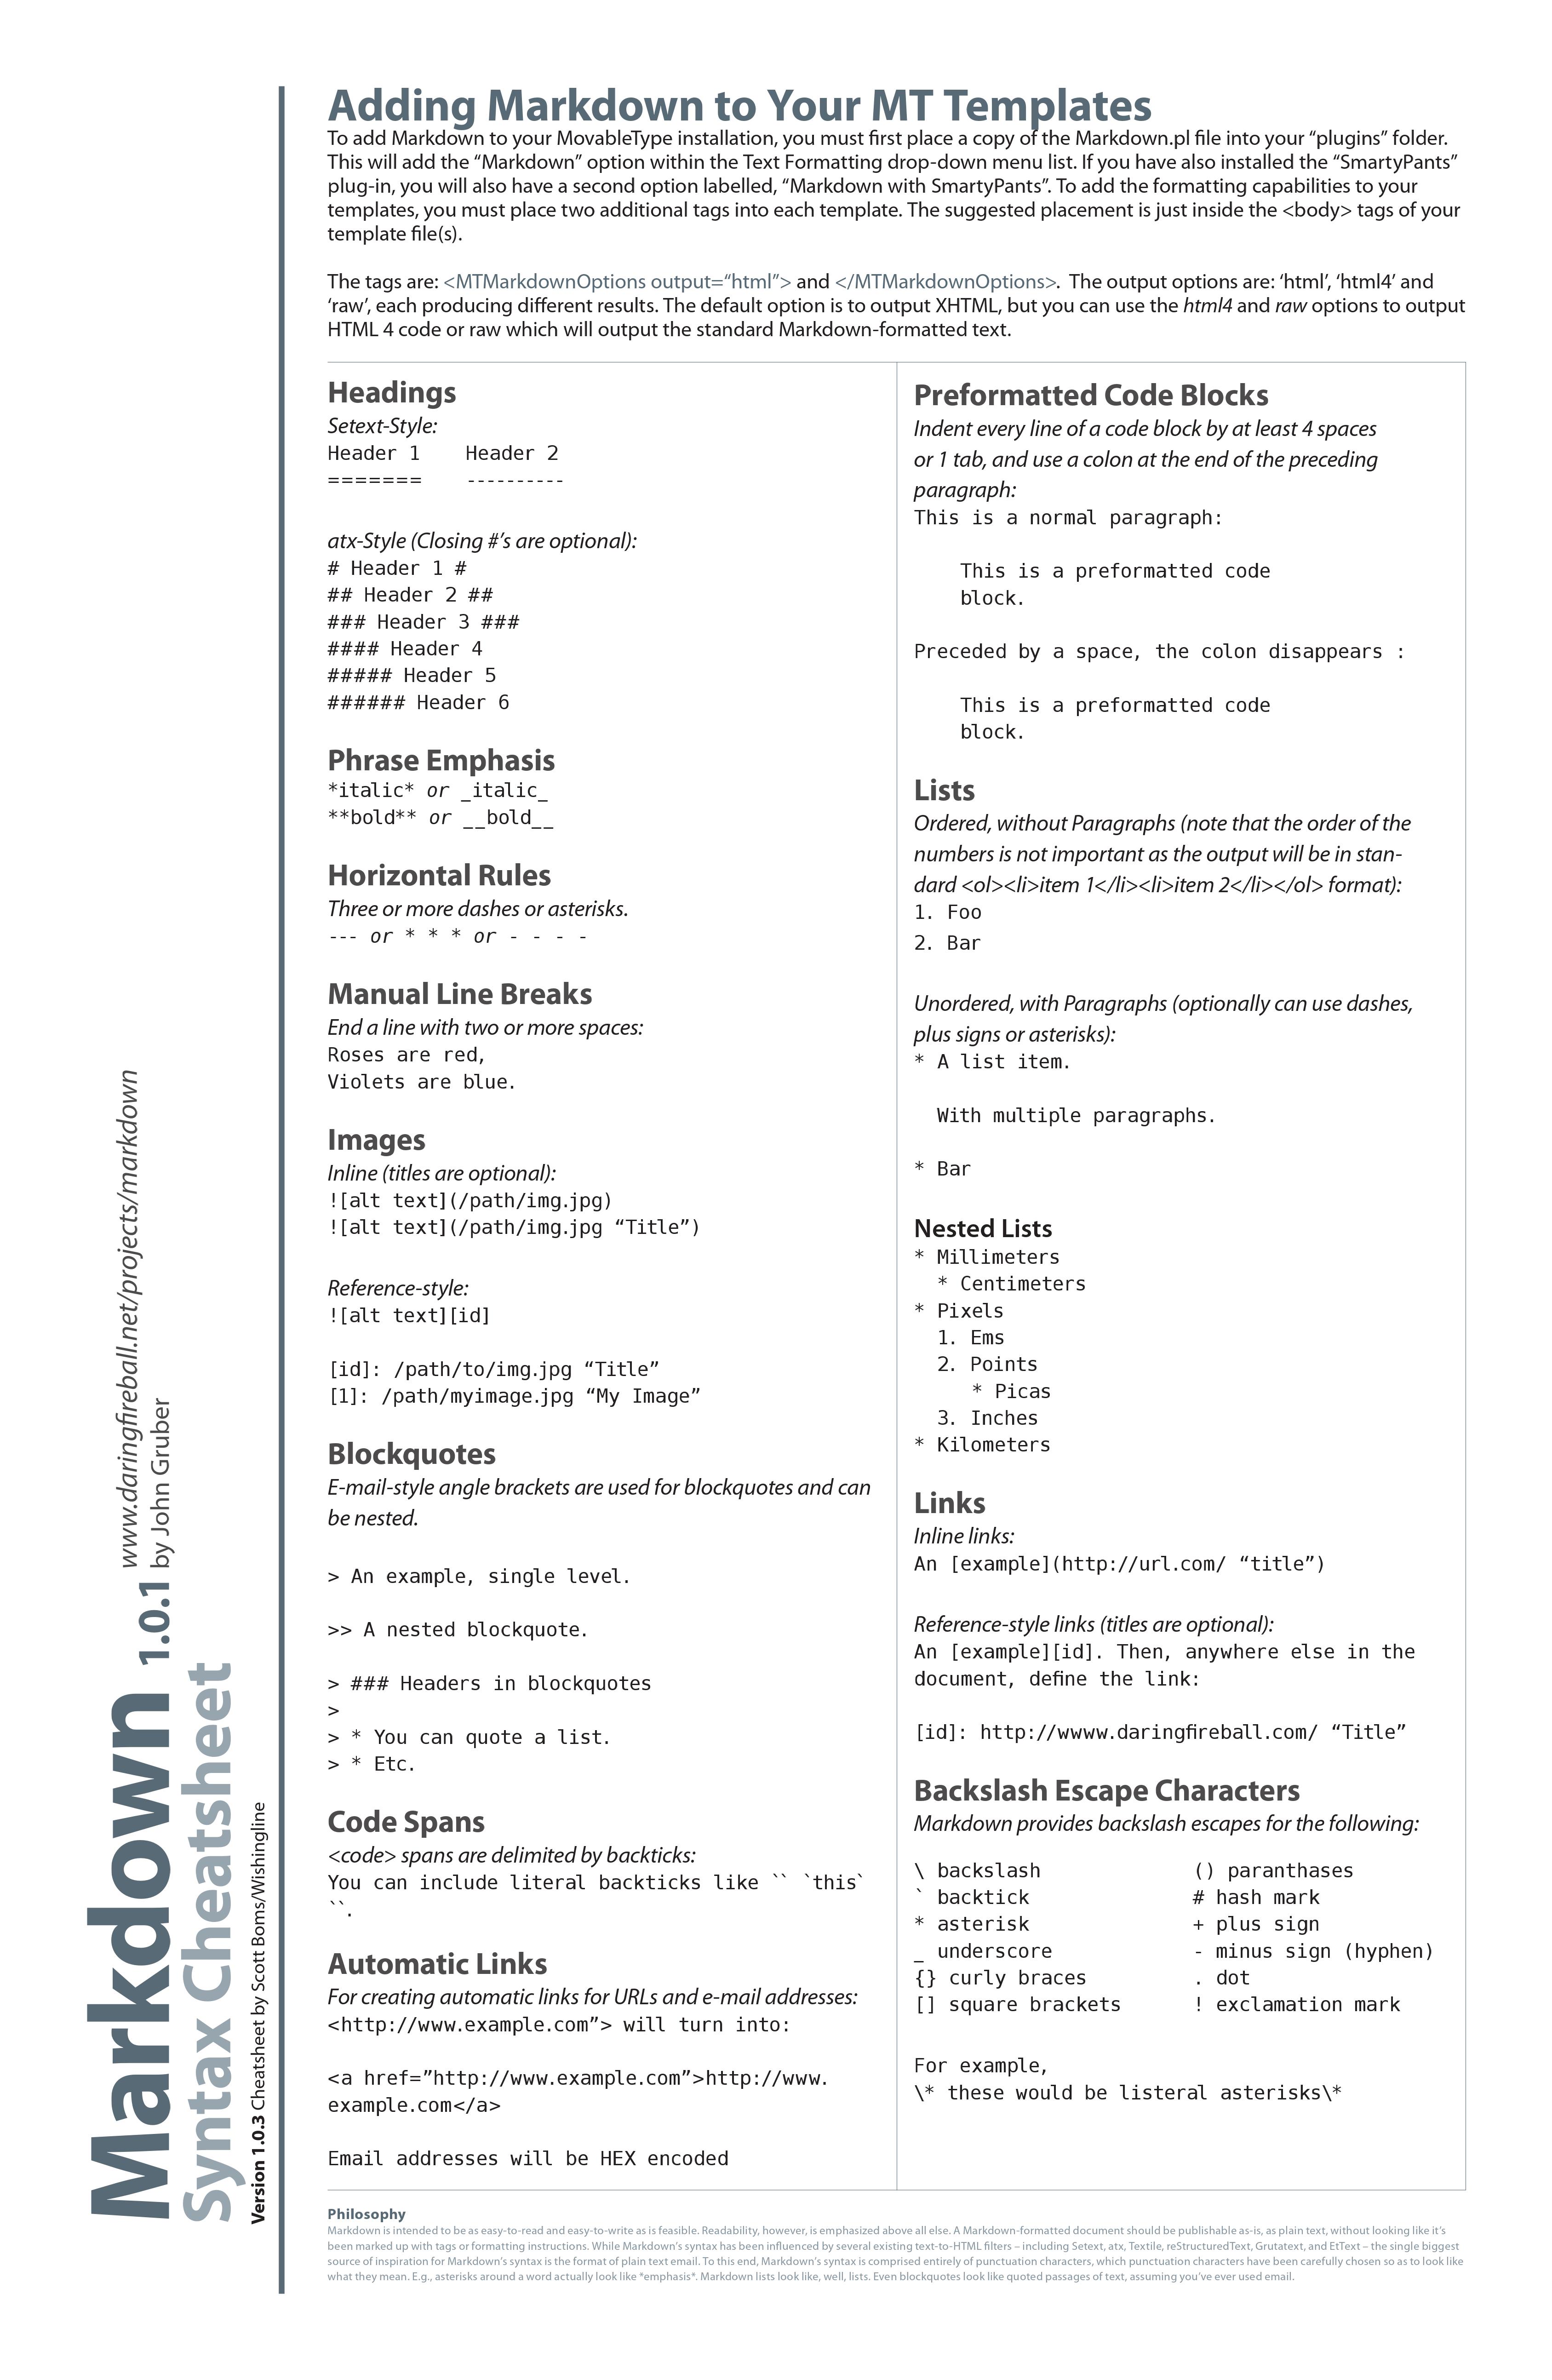 Adding Markdown to Your MT Templates
To add Markdown to your MovableType installation, you must first place a copy of the Markdown.pl file into your “plugins” folder.
This will add the “Markdown” option within the Text Formatting drop-down menu list. If you have also installed the “SmartyPants”
plug-in, you will also have a second option labelled, “Markdown with SmartyPants”. To add the formatting capabilities to your
templates, you must place two additional tags into each template. The suggested placement is just inside the <body> tags of your
template file(s).

The tags are: <MTMarkdownOptions output=“html”> and </MTMarkdownOptions>.  The output options are: ‘html’, ‘html4’ and
‘raw’, each producing different results. The default option is to output XHTML, but you can use the html4 and raw options to output
HTML 4 code or raw which will output the standard Markdown-formatted text.

Headings
Setext-Style:
Header 1    Header 2
=======    ----------

atx-Style (Closing #’s are optional):
# Header 1 #
## Header 2 ##
### Header 3 ###
#### Header 4
##### Header 5
###### Header 6

Phrase Emphasis
*italic* or _italic_
**bold** or __bold__

Horizontal Rules
Three or more dashes or asterisks.
--- or * * * or - - - -

Manual Line Breaks
End a line with two or more spaces:
Roses are red,
Violets are blue.

Images
Inline (titles are optional):
![alt text](/path/img.jpg)
![alt text](/path/img.jpg “Title”)

Reference-style:
![alt text][id]

[id]: /path/to/img.jpg “Title”
[1]: /path/myimage.jpg “My Image”

Blockquotes
E-mail-style angle brackets are used for blockquotes and can
be nested.

> An example, single level.

>> A nested blockquote.

> ### Headers in blockquotes
>
> * You can quote a list.
> * Etc.

Code Spans
<code> spans are delimited by backticks:
You can include literal backticks like `` `this`
``.

Automatic Links
For creating automatic links for URLs and e-mail addresses:
<http://www.example.com”> will turn into:

<a href=”http://www.example.com”>http://www.
example.com</a>

Email addresses will be HEX encoded

Preformatted Code Blocks
Indent every line of a code block by at least 4 spaces
or 1 tab, and use a colon at the end of the preceding
paragraph:
This is a normal paragraph:

    This is a preformatted code
    block.

Preceded by a space, the colon disappears :

    This is a preformatted code
    block.

Lists
Ordered, without Paragraphs (note that the order of the
numbers is not important as the output will be in stan-
dard <ol><li>item 1</li><li>item 2</li></ol> format):
1. Foo
2. Bar

Unordered, with Paragraphs (optionally can use dashes,
plus signs or asterisks):
* A list item.

  With multiple paragraphs.

* Bar

Nested Lists
* Millimeters
  * Centimeters
* Pixels
  1. Ems
  2. Points
     * Picas
  3. Inches
* Kilometers

Links
Inline links:
An [example](http://url.com/ “title”)

Reference-style links (titles are optional):
An [example][id]. Then, anywhere else in the
document, define the link:

[id]: http://wwww.daringfireball.com/ “Title”

Backslash Escape Characters
Markdown provides backslash escapes for the following:

\ backslash    () paranthases
` backtick    # hash mark
* asterisk    + plus sign
_ underscore    - minus sign (hyphen)
{} curly braces    . dot
[] square brackets    ! exclamation mark

For example,
\* these would be listeral asterisks\*

Philosophy
Markdown is intended to be as easy-to-read and easy-to-write as is feasible. Readability, however, is emphasized above all else. A Markdown-formatted document should be publishable as-is, as plain text, without looking like it’s
been marked up with tags or formatting instructions. While Markdown’s syntax has been influenced by several existing text-to-HTML filters – including Setext, atx, Textile, reStructuredText, Grutatext, and EtText – the single biggest
source of inspiration for Markdown’s syntax is the format of plain text email. To this end, Markdown’s syntax is comprised entirely of punctuation characters, which punctuation characters have been carefully chosen so as to look like
what they mean. E.g., asterisks around a word actually look like *emphasis*. Markdown lists look like, well, lists. Even blockquotes look like quoted passages of text, assuming you’ve ever used email.

www.daringfireball.net/projects/markdown
Markdown 1.0.1 by John Gruber
Syntax Cheatsheet
Version 1.0.3 Cheatsheet by Scott Boms/Wishingline